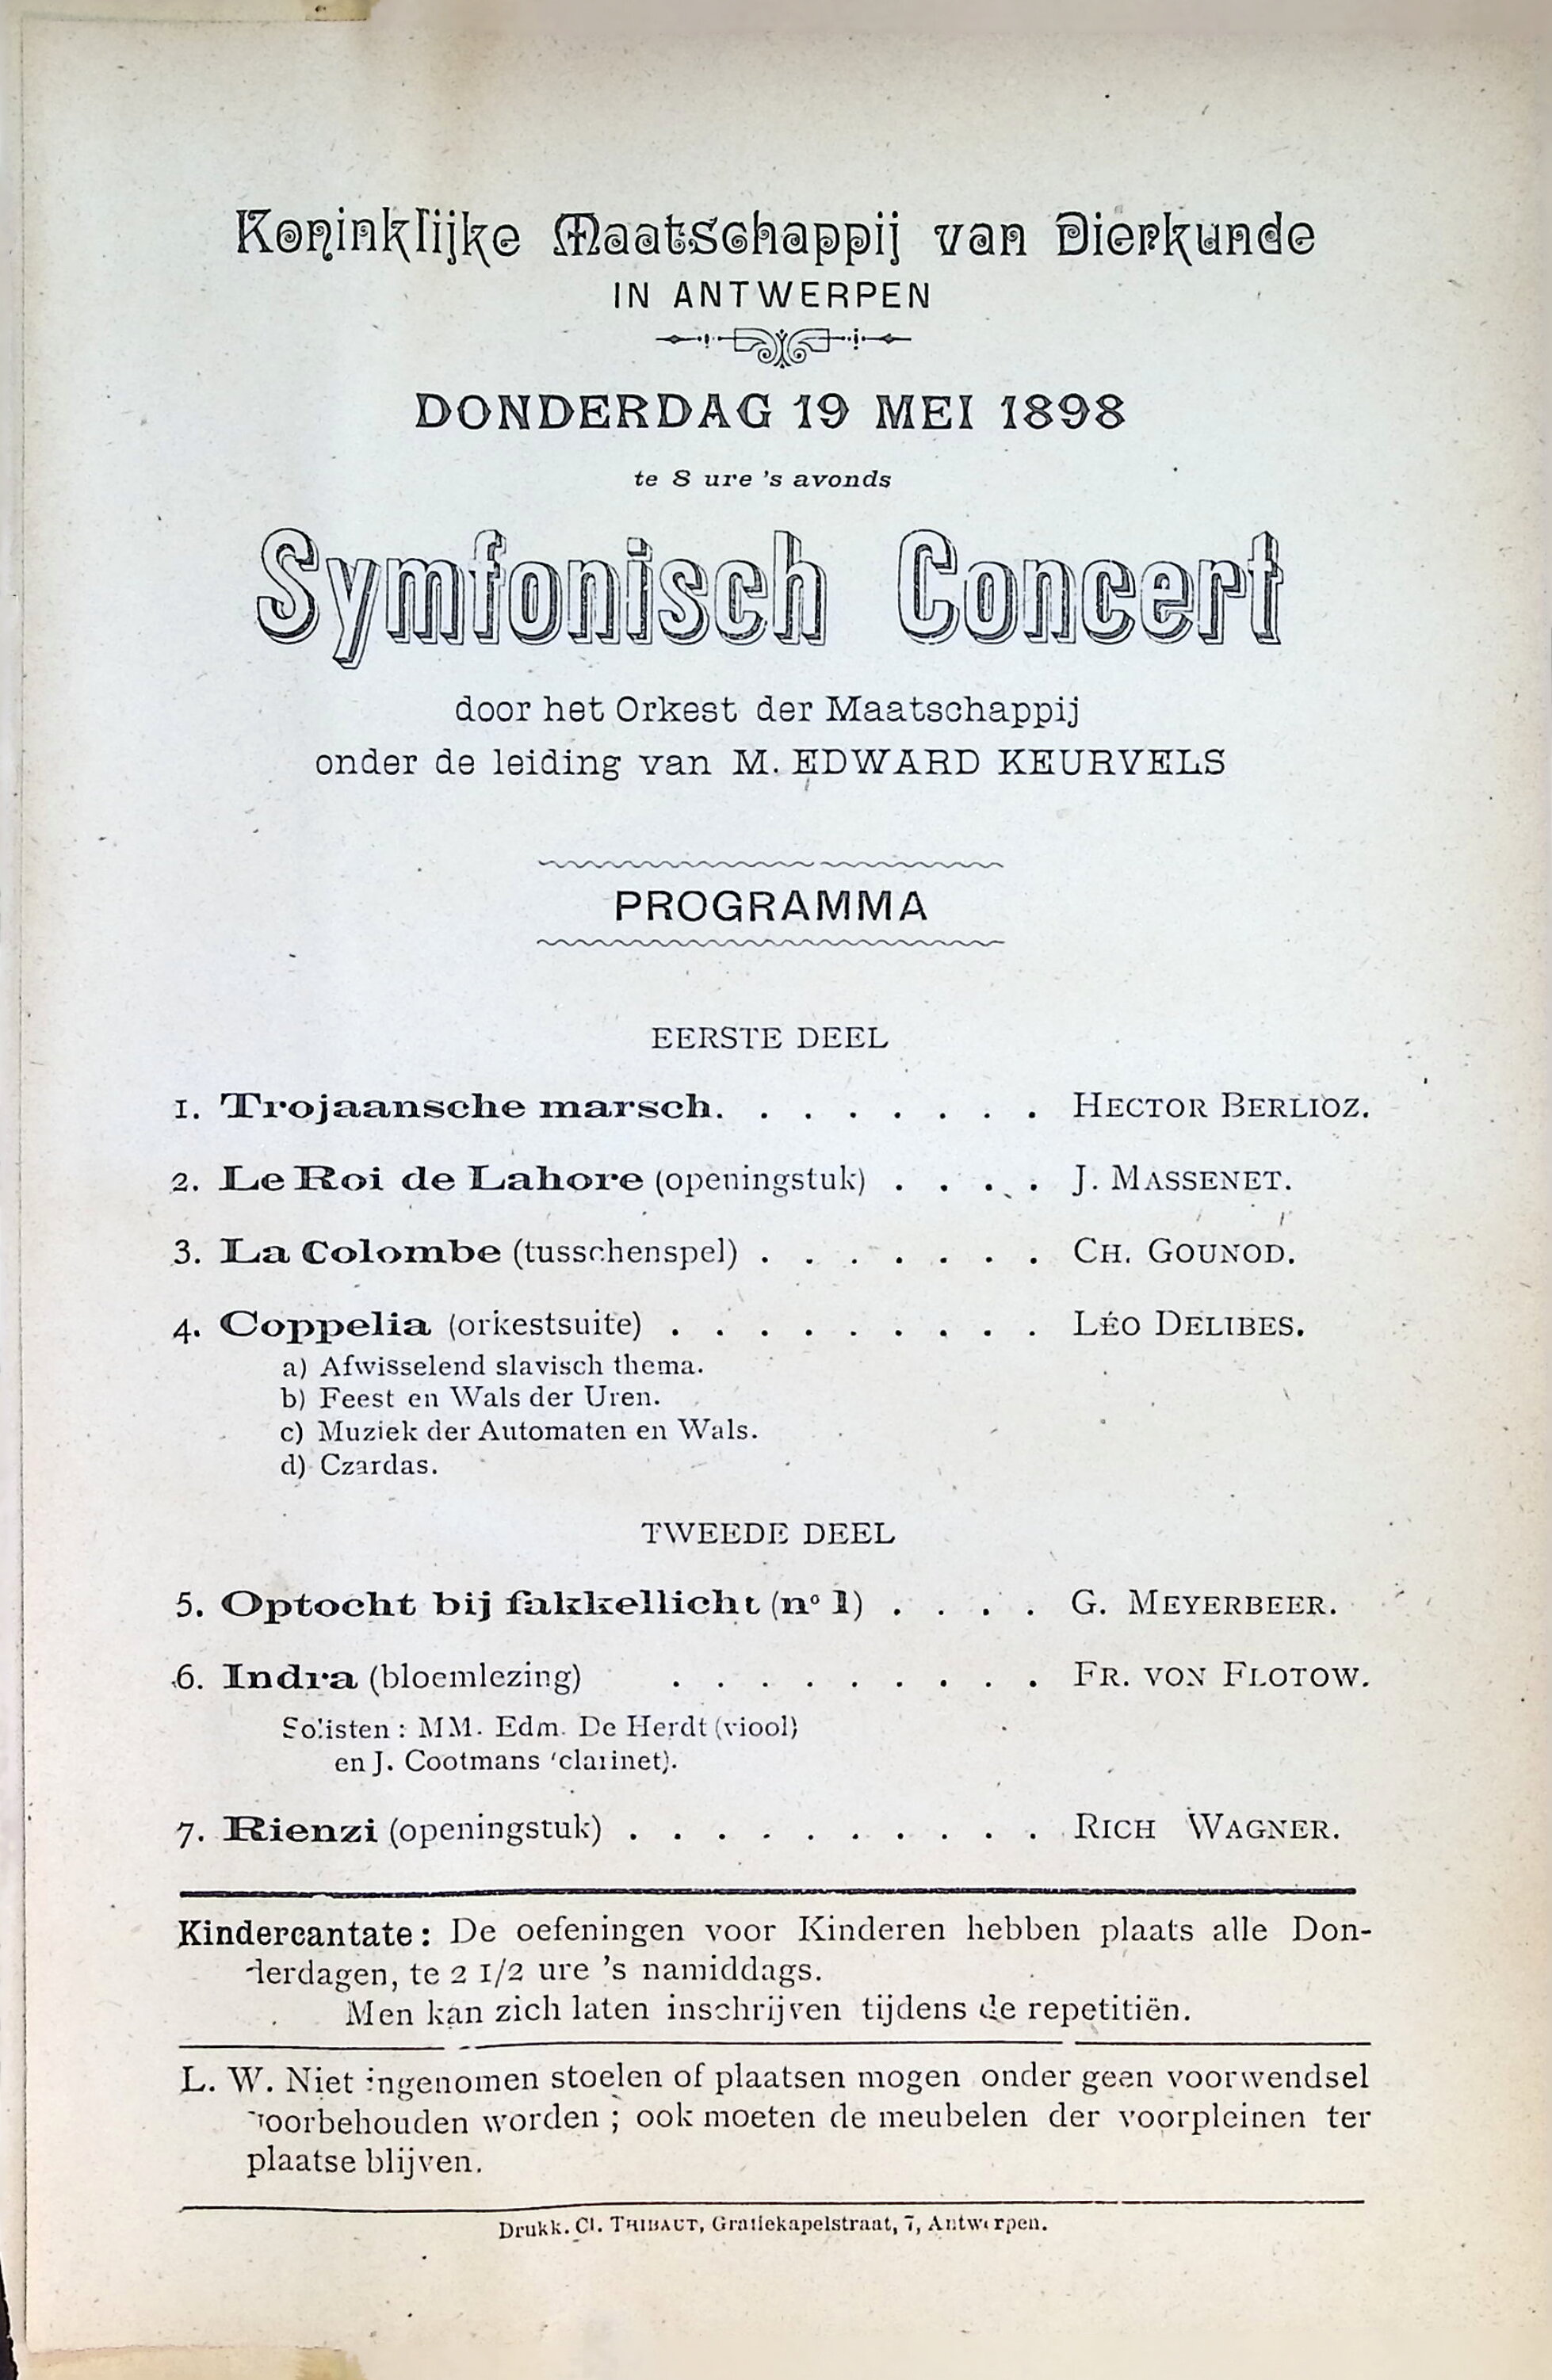 Koninklijke Maatschappij van Dierkunde
IN ANTWERPEN
DONDERDAG 19 MEI 1898
te 8 ure 's avonds
Symfonisch Concert
door het Orkest der Maatschappij
onder de leiding van M. EDWARD KEURVELS
PROGRAMMA
EERSTE DEEL
1. Trojaansche marsch. . . . . . . . HECTOR BERLIOZ.
2. Le Roi de Lahore (openingstuk) . . . . J. MASSENET.
3. La Colombe (tusschenspel) . . . . . . . CH. GOUNOD.
4. Coppelia (orkestsuite) . . . . . . . . . LÉO DELIBES.
a) Afwisselend slavisch thema.
b) Feest en Wals der Uren.
c) Muziek der Automaten en Wals.
d) Czardas.
TWEEDE DEEL
5. Optocht bij fakkellicht (nº 1) . . . . G. MEYERBEER.
6. Indra (bloemlezing) . . . . . . . . . FR. VON FLOTOW.
Solisten : MM. Edm. De Herdt (viool)
en J. Cootmans (clarinet).
7. Rienzi (openingstuk) . . . . . . . . . . RICH WAGNER.
Kindercantate : De oefeningen voor Kinderen hebben plaats alle Don-
derdagen, te 2 1/2 ure 's namiddags.
Men kan zich laten inschrijven tijdens de repetitiën.
L. W. Niet ingenomen stoelen of plaatsen mogen onder geen voorwendsel
voorbehouden worden ; ook moeten de meubelen der voorpleinen ter
plaatse blijven.
Drukk. Cl. THIBAUT, Gratiekapelstraat, 7, Antwerpen.